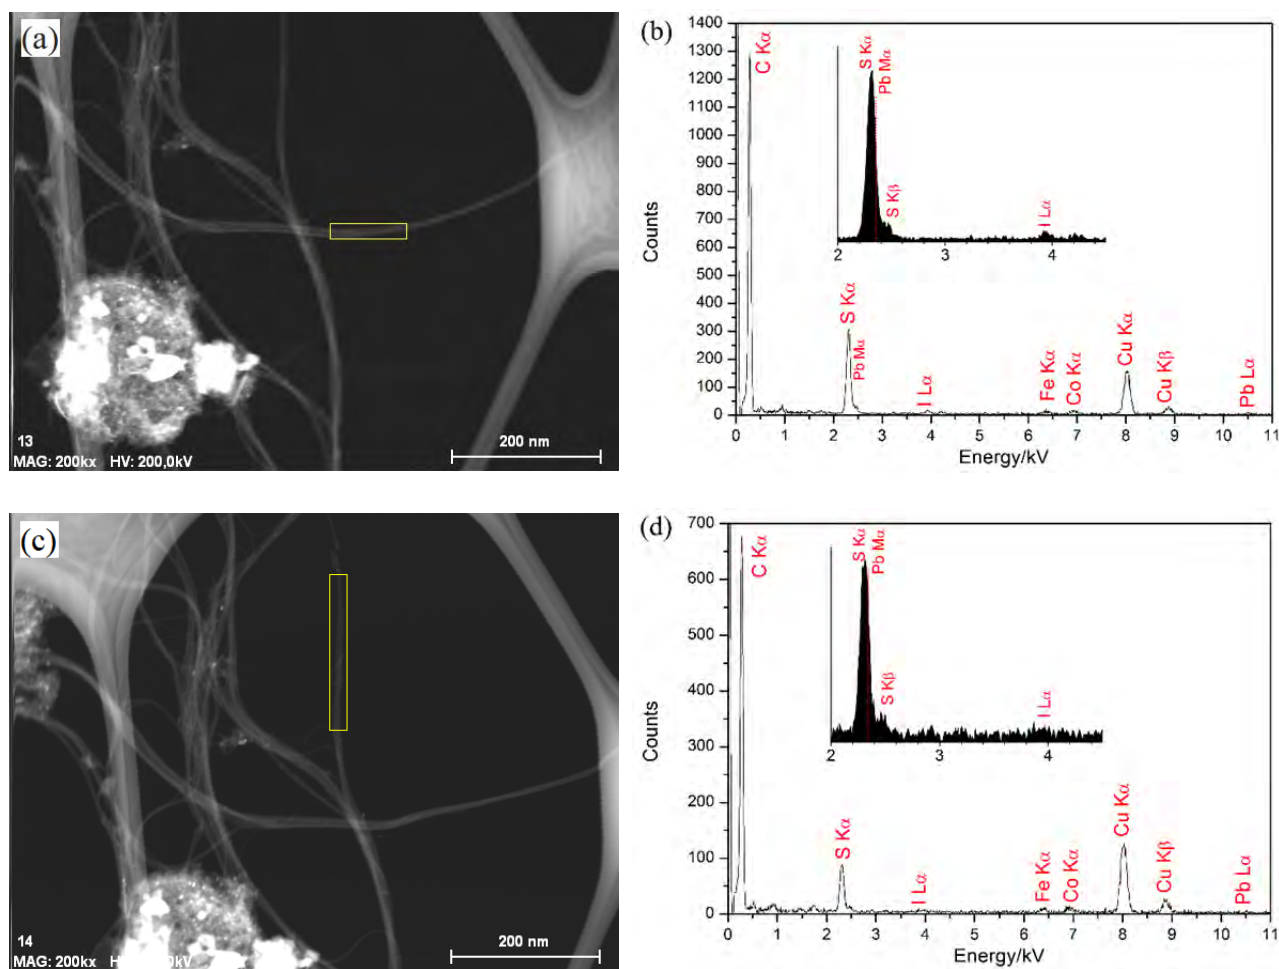 (a)
13
MAG: 200kx HV: 200,0kV
200 nm
(b)
Counts
1400
1300
1200
1100
1000
900
800
700
600
500
400
300
200
100
0
C Kα
S Kα
Pb Mα
S Kβ
I Lα
2 3 4
S Kα
Pb Mα
I Lα
Fe Kα
Co Kα
Cu Kα
Cu Kβ
Pb Lα
0 1 2 3 4 5 6 7 8 9 10 11
Energy/kV
(c)
14
MAG: 200kx 0kV
200 nm
(d)
Counts
700
600
500
400
300
200
100
0
C Kα
S Kα
Pb Mα
S Kβ
I Lα
2 3 4
S Kα
I Lα
Fe Kα
Co Kα
Cu Kα
Cu Kβ
Pb Lα
0 1 2 3 4 5 6 7 8 9 10 11
Energy/kV